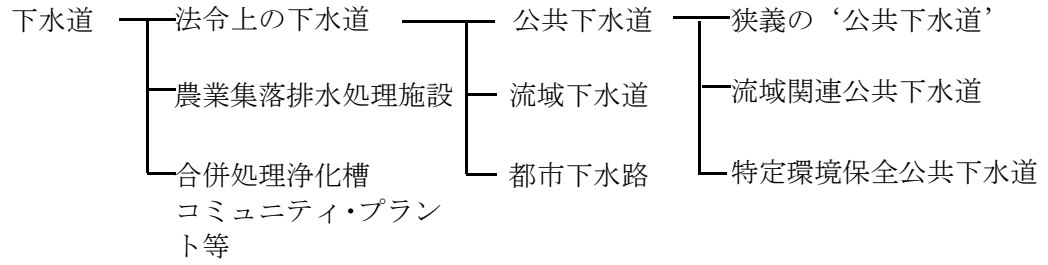 下水道 法令上の下水道 公共下水道 狭義の‘公共下水道’
農業集落排水処理施設 流域下水道 流域関連公共下水道
合併処理浄化槽 都市下水路 特定環境保全公共下水道
コミュニティ・プラン
ト等